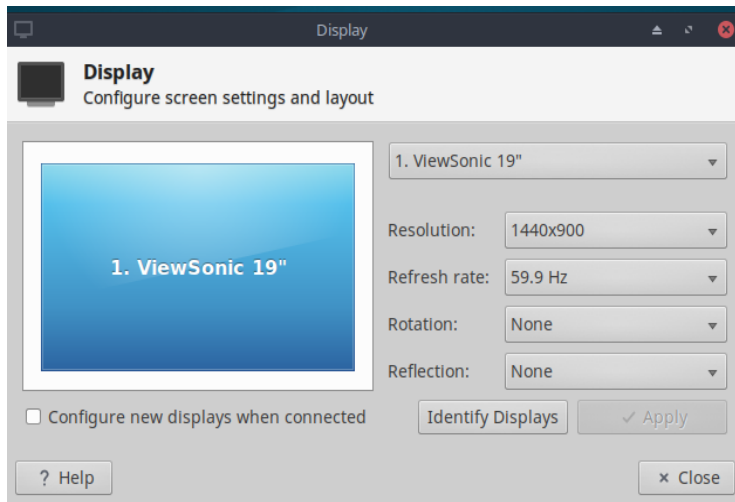 Display
Display
Configure screen settings and layout
1. ViewSonic 19"
1. ViewSonic 19"
Resolution: 1440x900
Refresh rate: 59.9 Hz
Rotation: None
Reflection: None
Configure new displays when connected
Identify Displays
Apply
? Help
Close